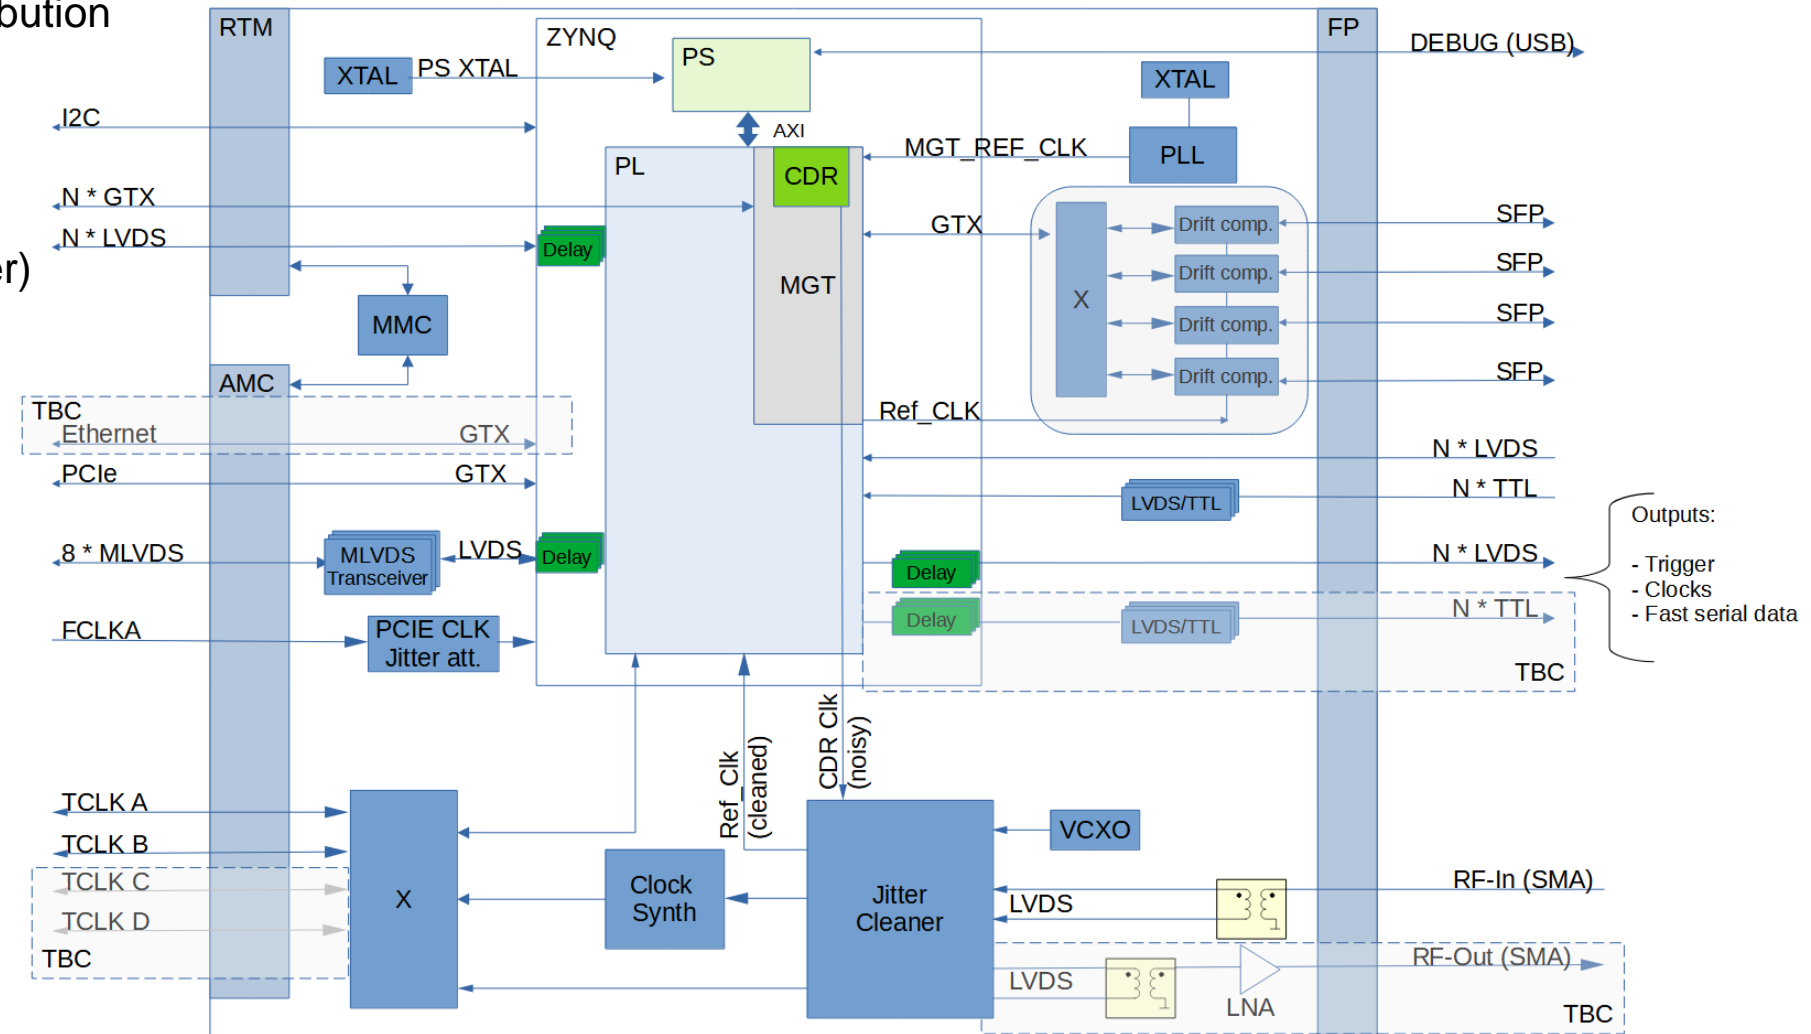 bution
RTM
ZYNQ
FP
PS
DEBUG (USB)
XTAL
PS XTAL
XTAL
I2C
AXI
MGT_REF_CLK
PLL
PL
CDR
N * GTX
GTX
SFP
Drift comp.
N * LVDS
Delay
er)
SFP
Drift comp.
MGT
X
MMC
SFP
Drift comp.
SFP
Drift comp.
AMC
TBC
Ethernet
GTX
Ref_CLK
N * LVDS
PCIe
GTX
N * TTL
LVDS/TTL
Outputs:
- Trigger
- Clocks
- Fast serial data
8 * MLVDS
MLVDS
Transceiver
LVDS
Delay
N * LVDS
Delay
N * TTL
Delay
LVDS/TTL
TBC
FCLKA
PCIE CLK
Jitter att.
Ref_Clk
(cleaned)
CDR Clk
(noisy)
TCLK A
TCLK B
TCLK C
TCLK D
TBC
X
Clock
Synth
Jitter
Cleaner
VCXO
RF-In (SMA)
LVDS
RF-Out (SMA)
LVDS
LNA
TBC